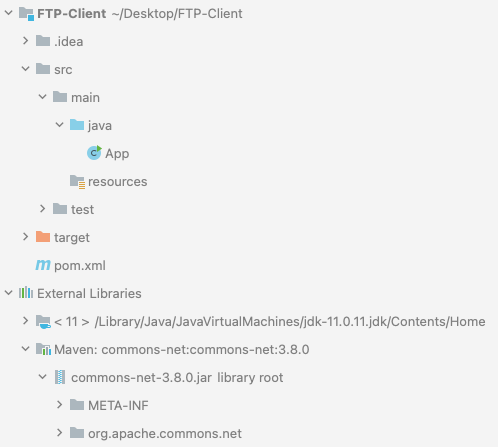 FTP-Client ~/Desktop/FTP-Client
.idea
src
main
java
App
resources
test
target
pom.xml
External Libraries
< 11 > /Library/Java/JavaVirtualMachines/jdk-11.0.11.jdk/Contents/Home
Maven: commons-net:commons-net:3.8.0
commons-net-3.8.0.jar library root
META-INF
org.apache.commons.net